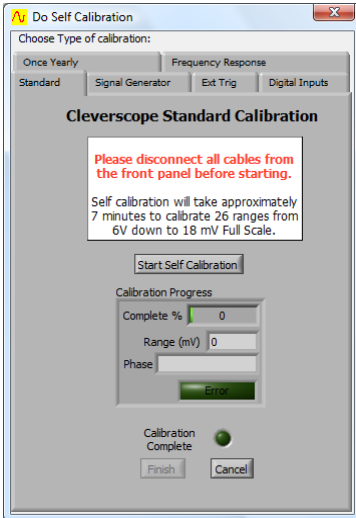 Do Self Calibration
Choose Type of calibration:
Once Yearly
Frequency Response
Standard
Signal Generator
Ext Trig
Digital Inputs
Cleverscope Standard Calibration
Please disconnect all cables from
the front panel before starting.
Self calibration will take approximately
7 minutes to calibrate 26 ranges from
6V down to 18 mV Full Scale.
Start Self Calibration
Calibration Progress
Complete % 0
Range (mV) 0
Phase
Error
Calibration
Complete
Finish
Cancel